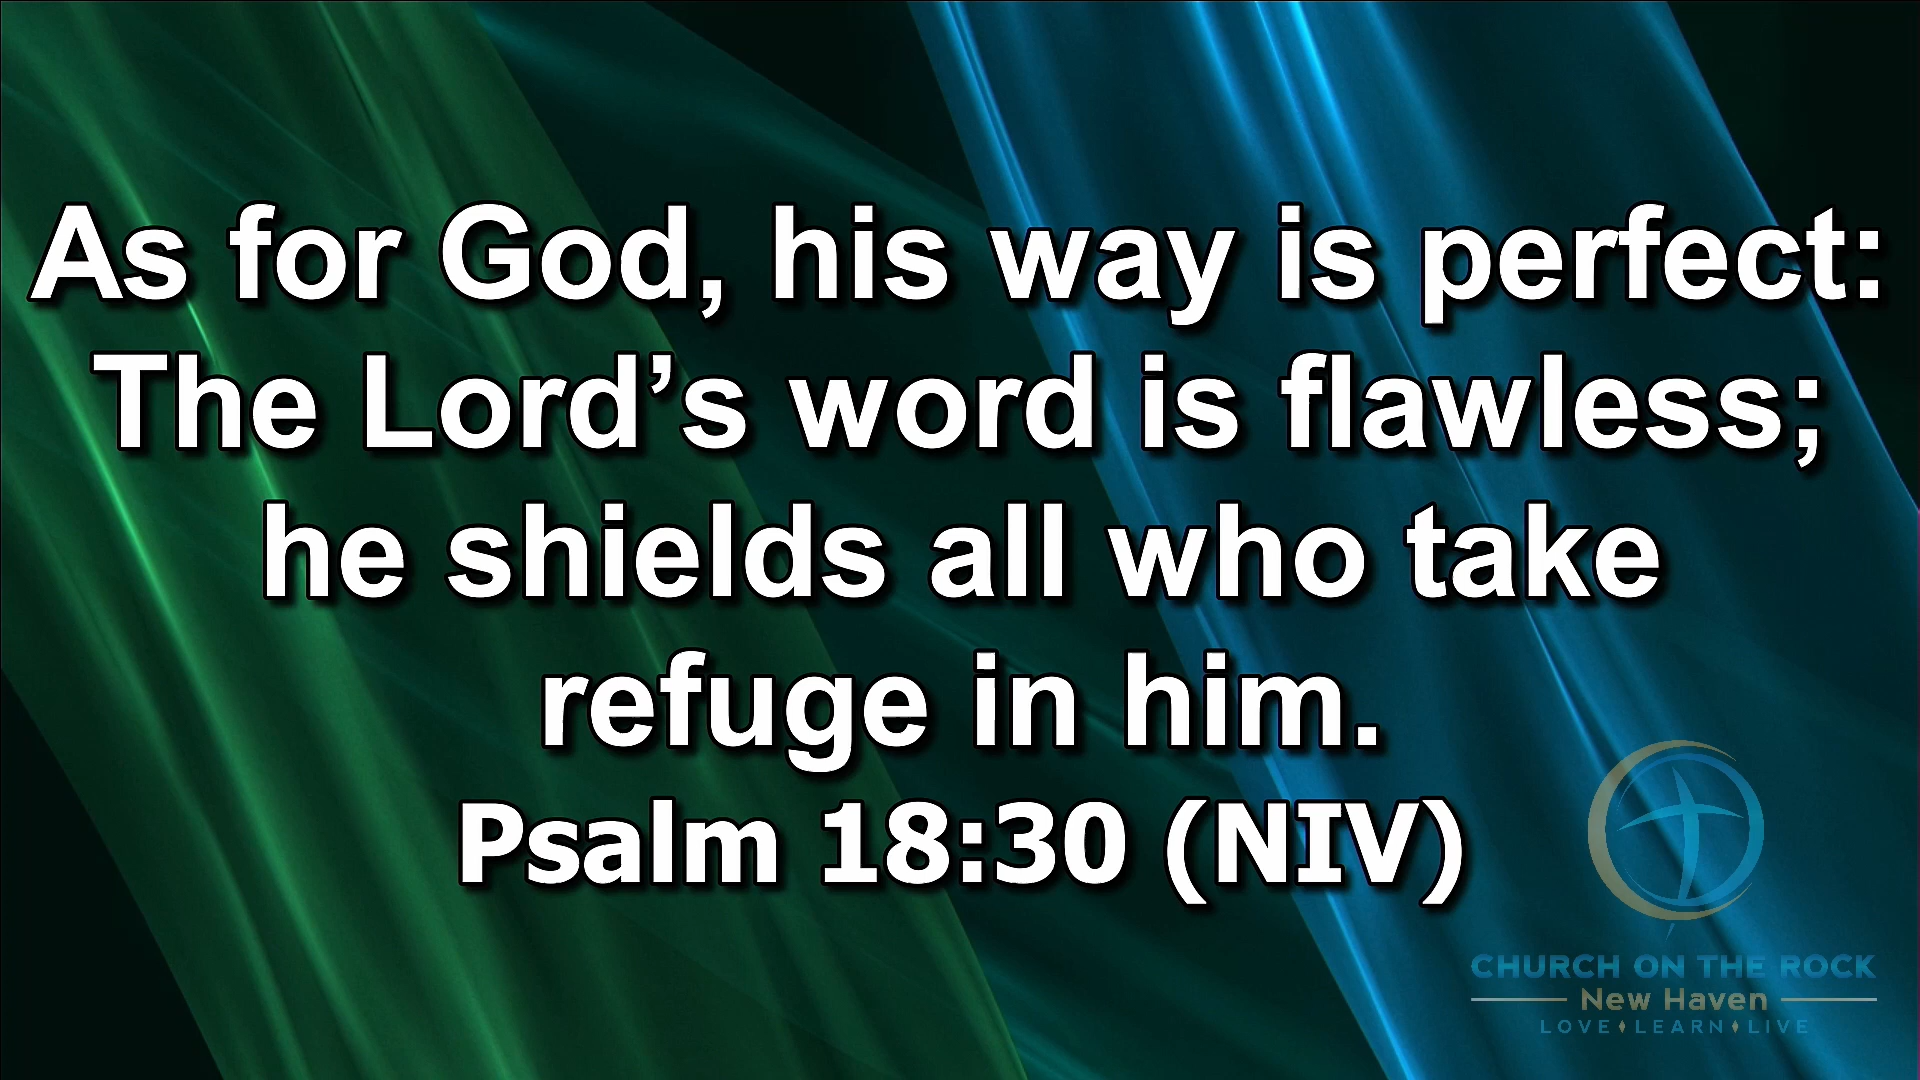 As for God, his way is perfect:
The Lord’s word is flawless;
he shields all who take
refuge in him.
Psalm 18:30 (NIV)
CHURCH ON THE ROCK
New Haven
LOVE♦LEARN♦LIVE